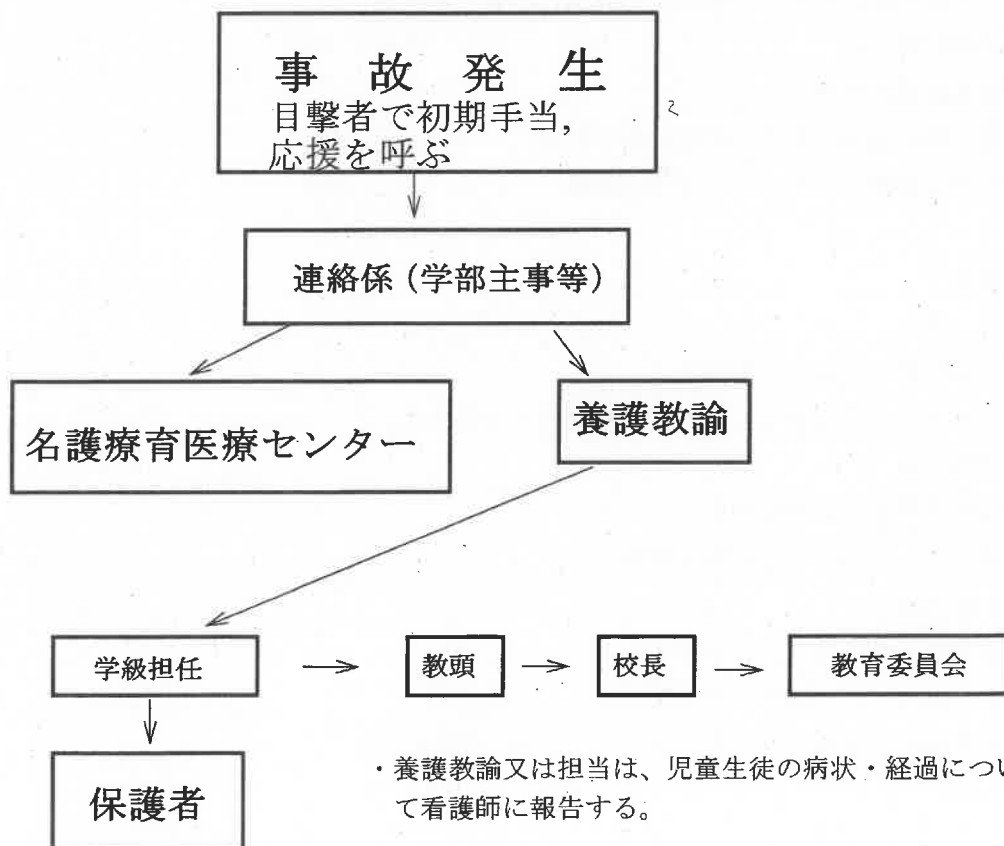 事 故 発 生
目撃者で初期手当,
応援を呼ぶ
連絡係(学部主事等)
名護療育医療センター
養護教諭
学級担任
教頭
校長
教育委員会
保護者
・養護教諭又は担当は、児童生徒の病状・経過につい
て看護師に報告する。